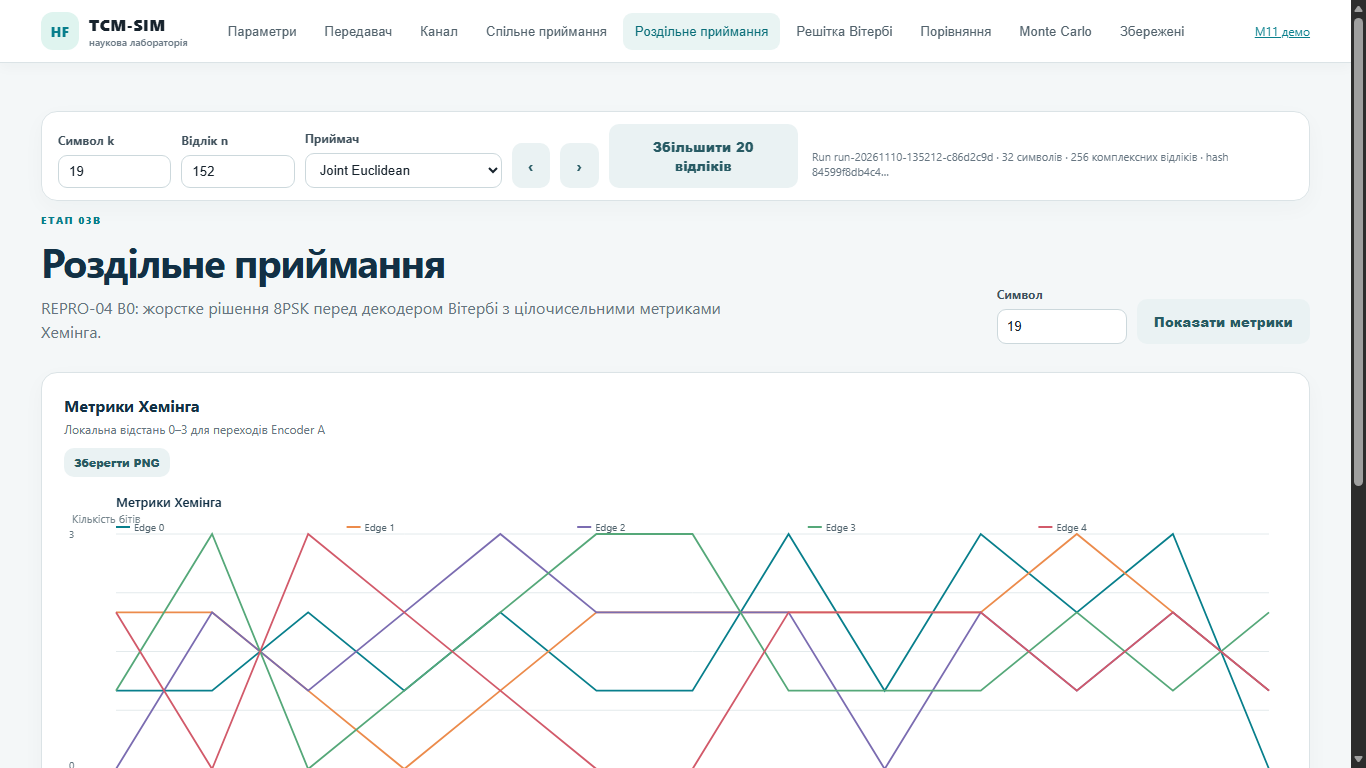 HF
TCM-SIM
наукова лабораторія
Параметри
Передавач
Канал
Спільне приймання
Роздільне приймання
Решітка Вітербі
Порівняння
Monte Carlo
Збережені
M11 демо
Символ k
19
Відлік n
152
Приймач
Joint Euclidean
‹
›
Збільшити 20
відліків
Run run-20261110-135212-c86d2c9d · 32 символів · 256 комплексних відліків · hash
84599f8db4c4...
ЕТАП 03B
Роздільне приймання
REPRO-04 B0: жорстке рішення 8PSK перед декодером Вітербі з цілочисельними метриками
Хемінга.
Символ
19
Показати метрики
Метрики Хемінга
Локальна відстань 0–3 для переходів Encoder A
Зберегти PNG
Метрики Хемінга
Кількість бітів
Edge 0
Edge 1
Edge 2
Edge 3
Edge 4
3
0